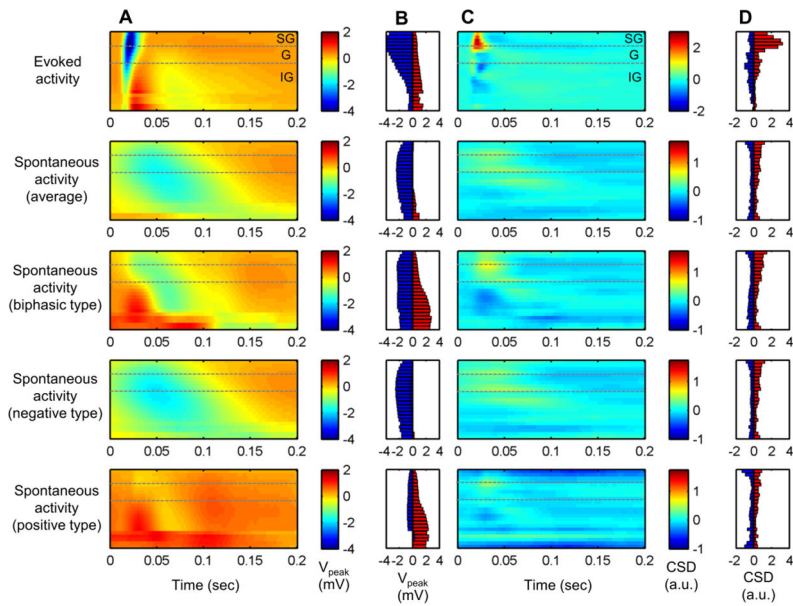 A
B
C
D
Evoked
activity
SG
G
IG
0 0.05 0.1 0.15 0.2
2
0
-2
-4
-4 -2 0 2 4
SG
G
IG
0 0.05 0.1 0.15 0.2
2
0
-2
-2 0 2 4
Spontaneous
activity
(average)
0 0.05 0.1 0.15 0.2
2
0
-2
-4
-4 -2 0 2 4
0 0.05 0.1 0.15 0.2
1
0
-1
-2 0 2 4
Spontaneous
activity
(biphasic type)
0 0.05 0.1 0.15 0.2
2
0
-2
-4
-4 -2 0 2 4
0 0.05 0.1 0.15 0.2
1
0
-1
-2 0 2 4
Spontaneous
activity
(negative type)
0 0.05 0.1 0.15 0.2
2
0
-2
-4
-4 -2 0 2 4
0 0.05 0.1 0.15 0.2
1
0
-1
-2 0 2 4
Spontaneous
activity
(positive type)
0 0.05 0.1 0.15 0.2
2
0
-2
-4
-4 -2 0 2 4
0 0.05 0.1 0.15 0.2
1
0
-1
-2 0 2 4
Time (sec)
Vpeak
(mV)
Vpeak
(mV)
Time (sec)
CSD
(a.u.)
CSD
(a.u.)